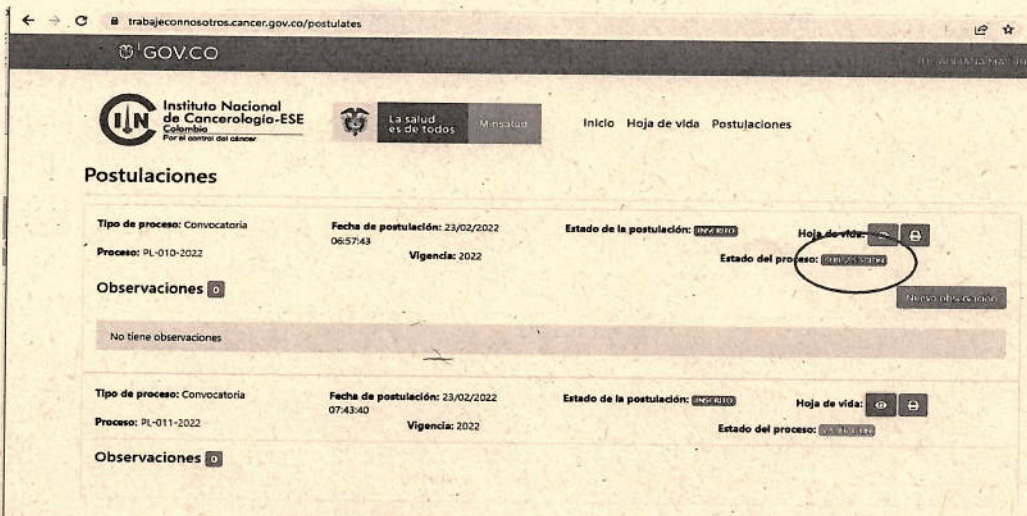 trabajeconnosotros.cancer.gov.co/postulates
GOV.CO
Instituto Nacional
de Cancerología-ESE
Colombia
Por el control del cáncer
La salud
es de todos
Minsalud
Inicio Hoja de vida Postulaciones
Postulaciones
Tipo de proceso: Convocatoria
Fecha de postulación: 23/02/2022
06:57:43
Estado de la postulación: INSCRITO
Hoja de vida:
Proceso: PL-010-2022
Vigencia: 2022
Estado del proceso:
Observaciones 0
Nueva observación
No tiene observaciones
Tipo de proceso: Convocatoria
Fecha de postulación: 23/02/2022
07:43:40
Estado de la postulación: INSCRITO
Hoja de vida:
Proceso: PL-011-2022
Vigencia: 2022
Estado del proceso:
Observaciones 0